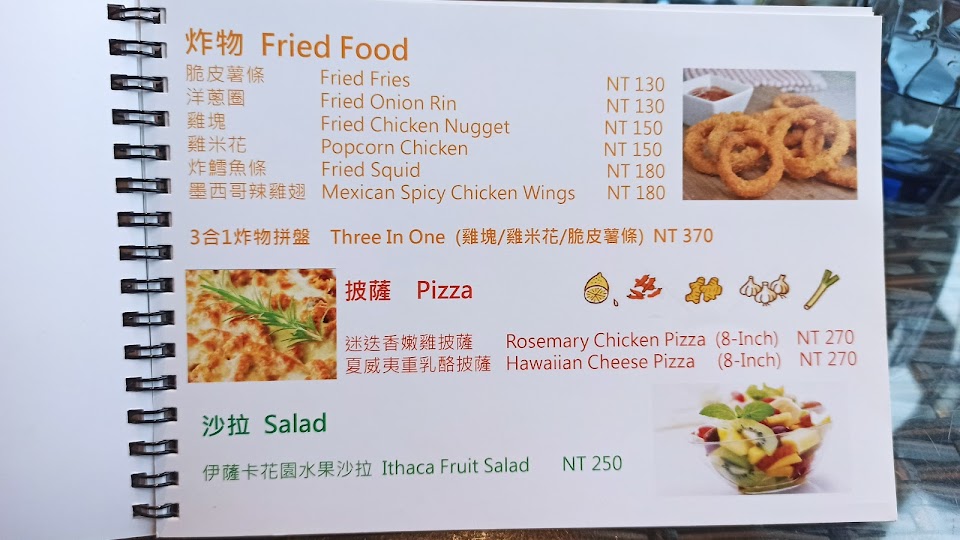 炸物 Fried Food
脆皮薯條 Fried Fries NT 130
洋蔥圈 Fried Onion Rin NT 130
雞塊 Fried Chicken Nugget NT 150
雞米花 Popcorn Chicken NT 150
炸鱈魚條 Fried Squid NT 180
墨西哥辣雞翅 Mexican Spicy Chicken Wings NT 180
3合1炸物拼盤 Three In One (雞塊/雞米花/脆皮薯條) NT 370
披薩 Pizza
迷迭香嫩雞披薩 Rosemary Chicken Pizza (8-Inch) NT 270
夏威夷重乳酪披薩 Hawaiian Cheese Pizza (8-Inch) NT 270
沙拉 Salad
伊薩卡花園水果沙拉 Ithaca Fruit Salad NT 250